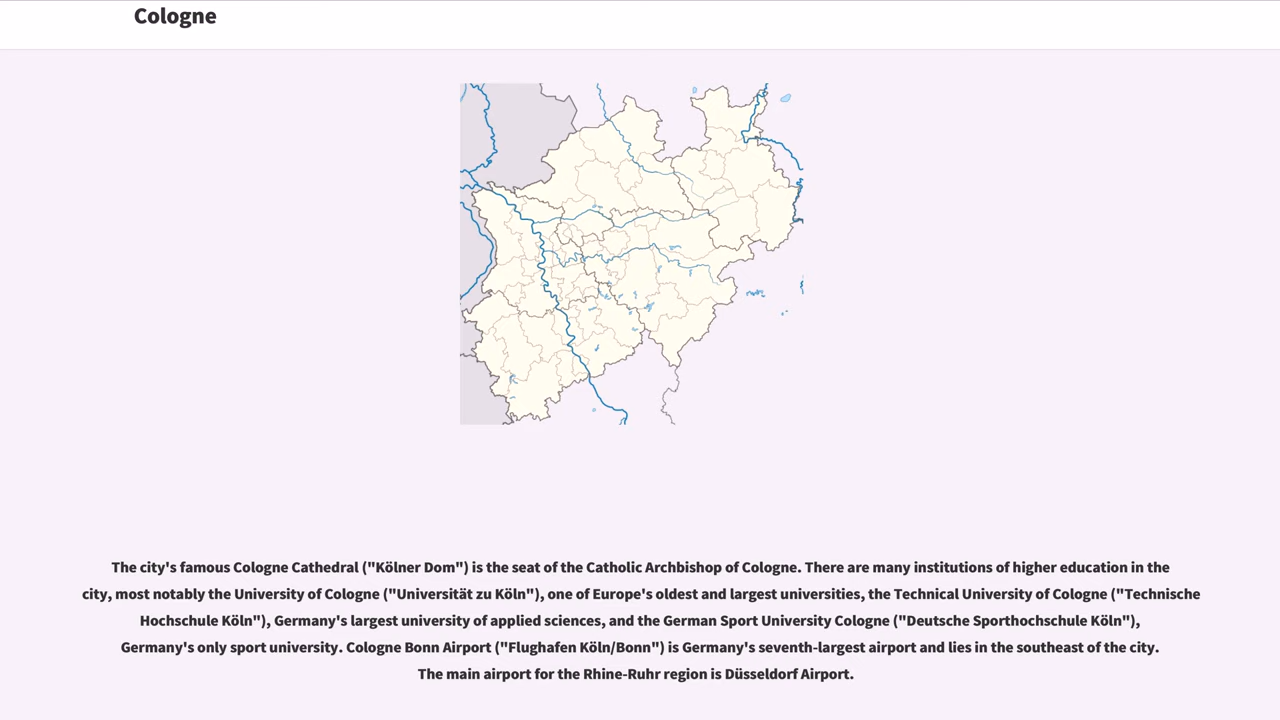 Cologne
The city's famous Cologne Cathedral ("Kölner Dom") is the seat of the Catholic Archbishop of Cologne. There are many institutions of higher education in the
city, most notably the University of Cologne ("Universität zu Köln"), one of Europe's oldest and largest universities, the Technical University of Cologne ("Technische
Hochschule Köln"), Germany's largest university of applied sciences, and the German Sport University Cologne ("Deutsche Sporthochschule Köln"),
Germany's only sport university. Cologne Bonn Airport ("Flughafen Köln/Bonn") is Germany's seventh-largest airport and lies in the southeast of the city.
The main airport for the Rhine-Ruhr region is Düsseldorf Airport.